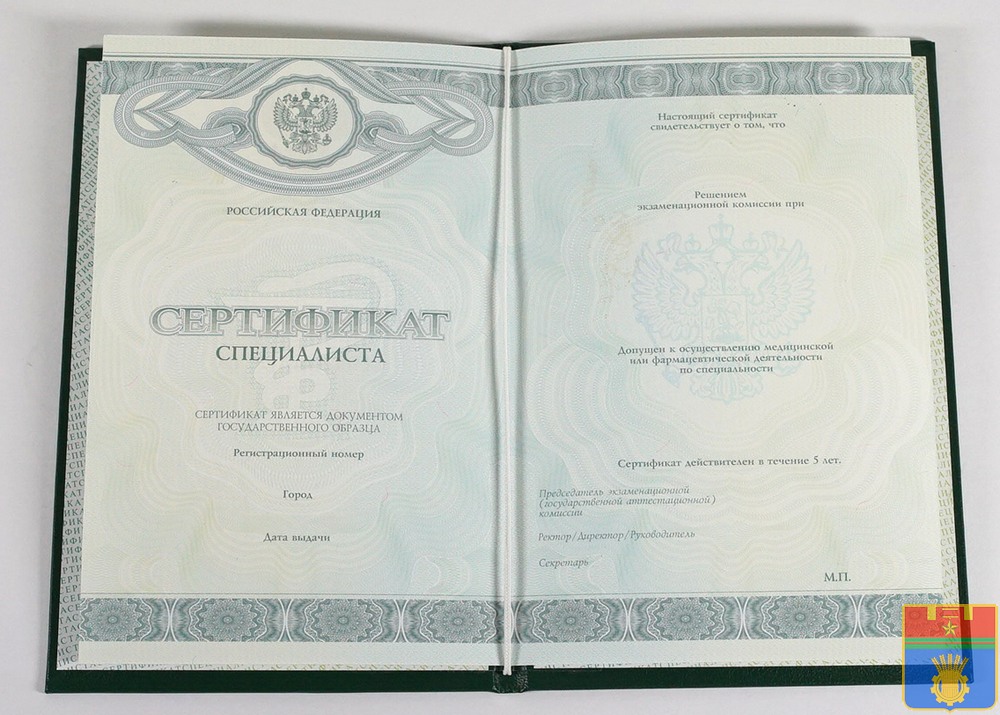 РОССИЙСКАЯ ФЕДЕРАЦИЯ
СЕРТИФИКАТ
СПЕЦИАЛИСТА
СЕРТИФИКАТ ЯВЛЯЕТСЯ ДОКУМЕНТОМ
ГОСУДАРСТВЕННОГО ОБРАЗЦА
Регистрационный номер
Город
Дата выдачи
Настоящий сертификат
свидетельствует о том, что
Решением
экзаменационной комиссии при
Допущен к осуществлению медицинской
или фармацевтической деятельности
по специальности
Сертификат действителен в течение 5 лет.
Председатель экзаменационной
(государственной аттестационной)
комиссии
Ректор/Директор/Руководитель
Секретарь
М.П.